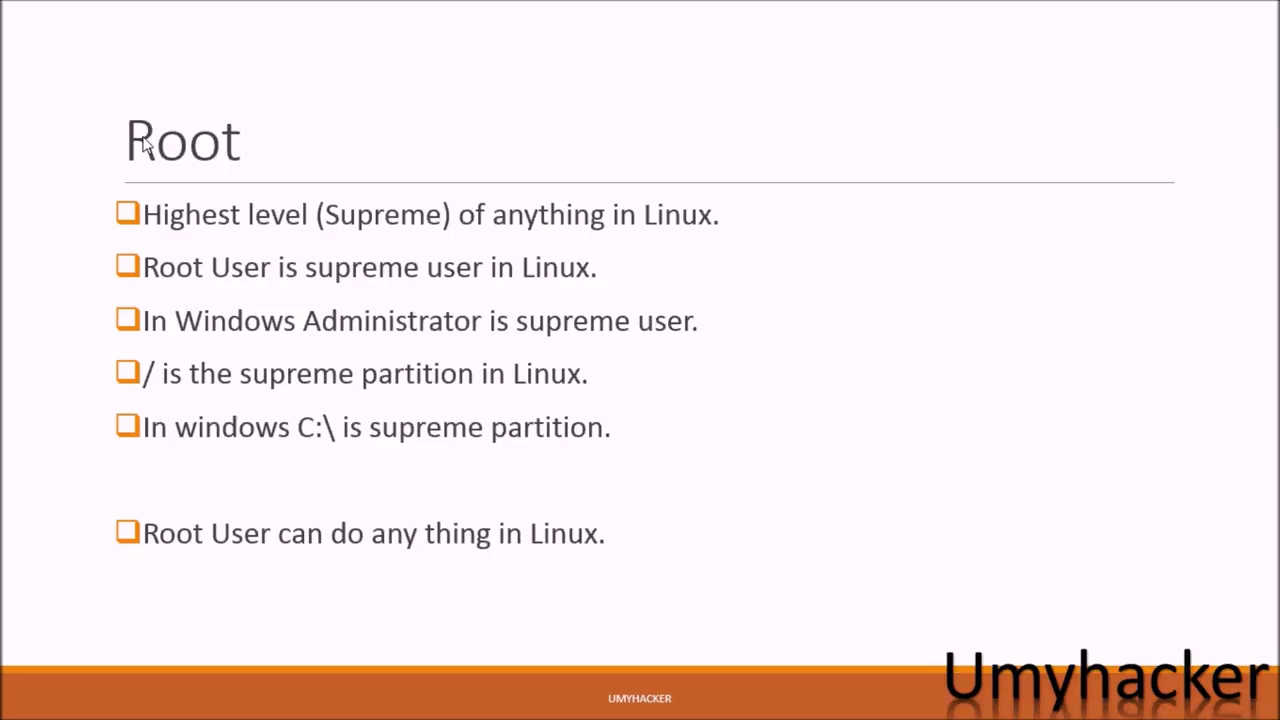 Root
Highest level (Supreme) of anything in Linux.
Root User is supreme user in Linux.
In Windows Administrator is supreme user.
/ is the supreme partition in Linux.
In windows C:\ is supreme partition.
Root User can do any thing in Linux.
Umyhacker
UMYHACKER